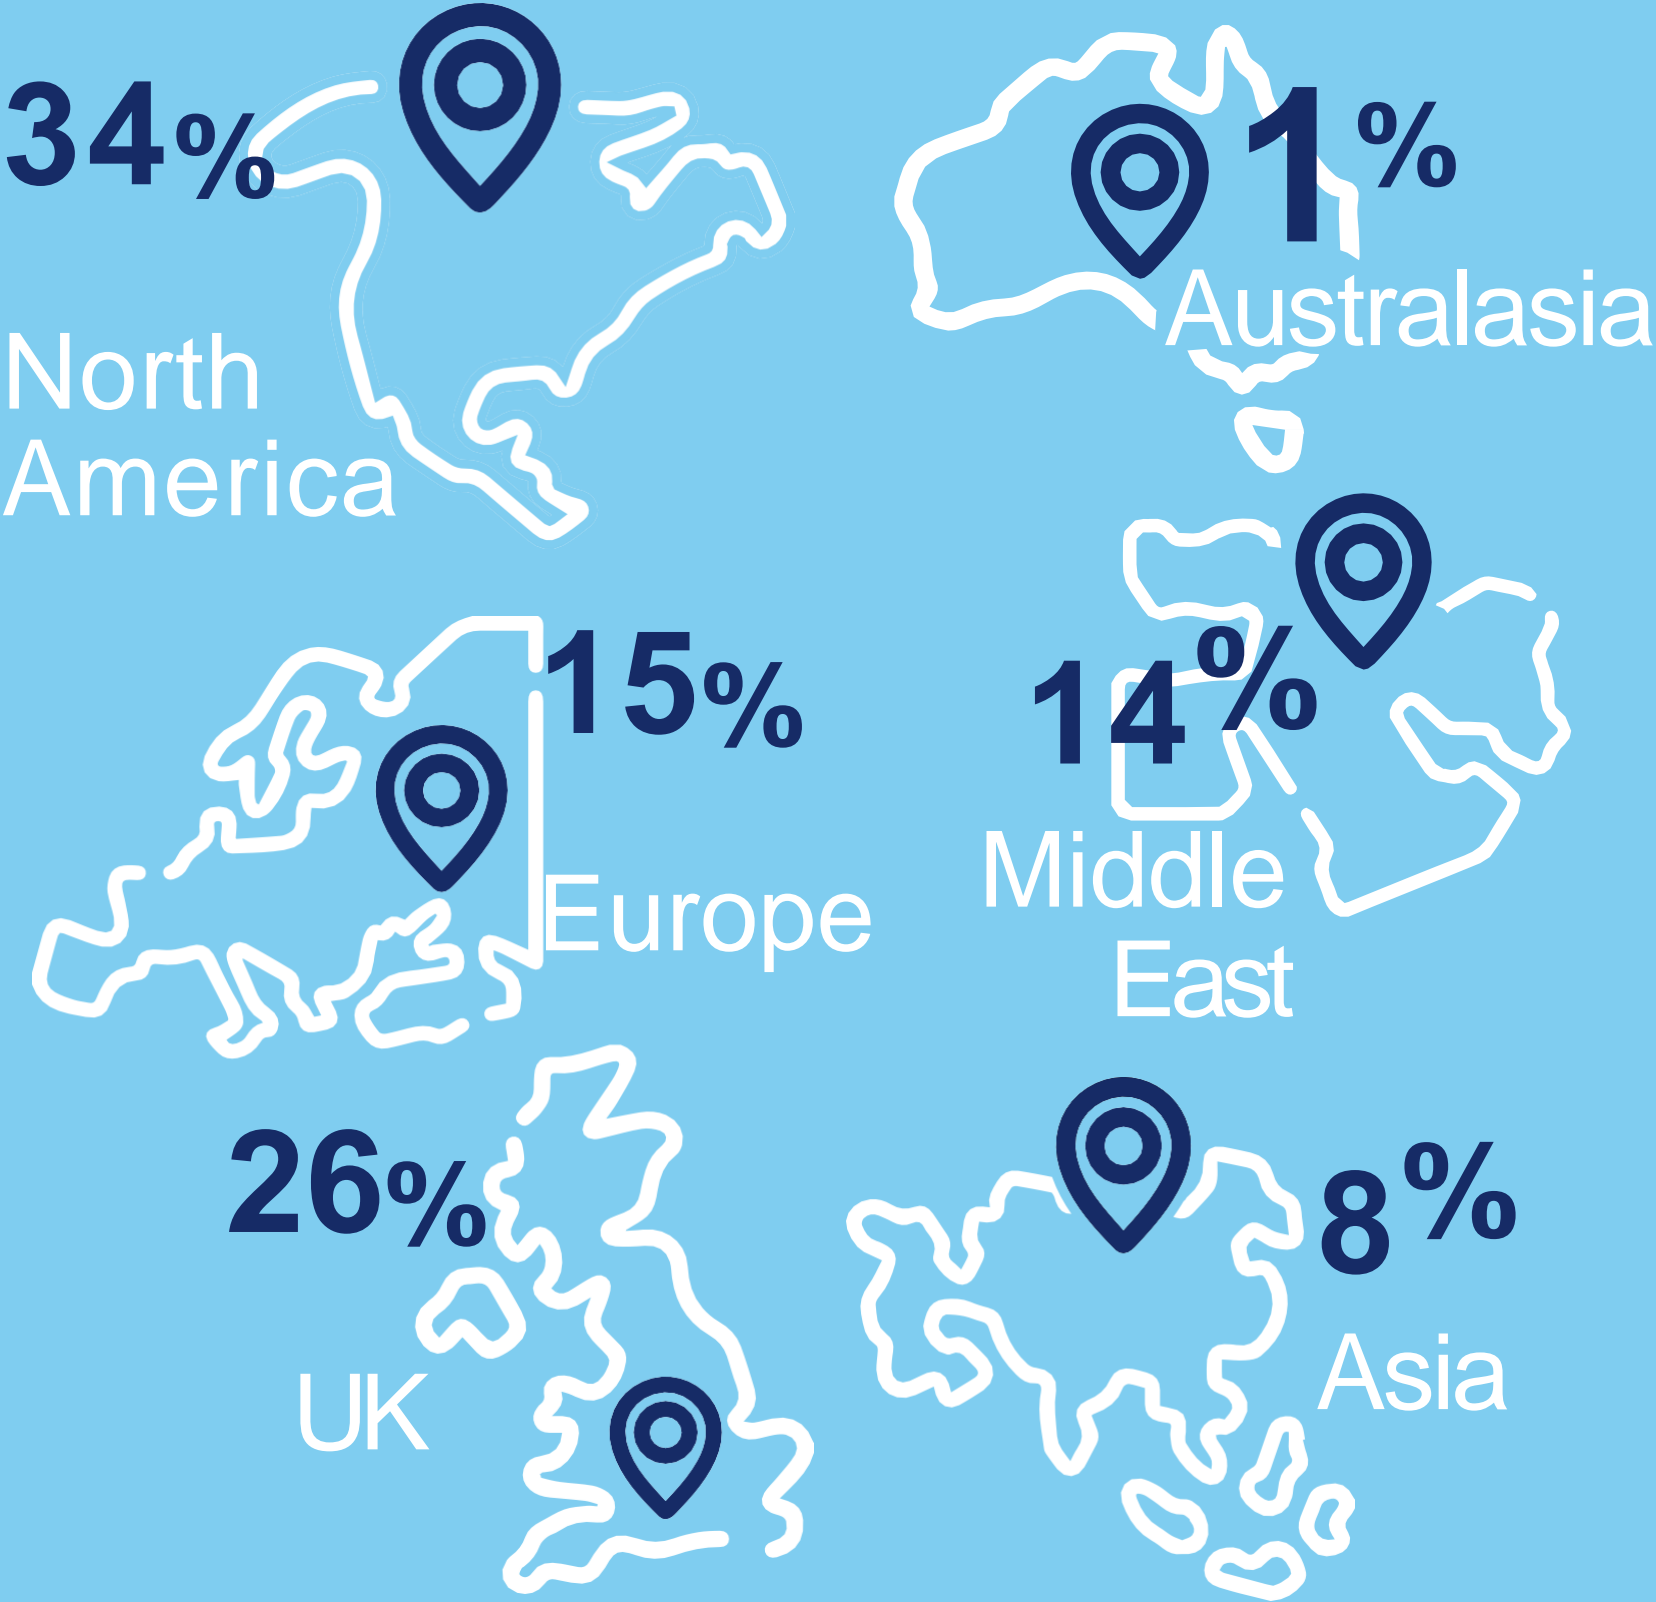 34%
North
America
1%
Australasia
15%
Europe
14%
Middle
East
26%
UK
8%
Asia